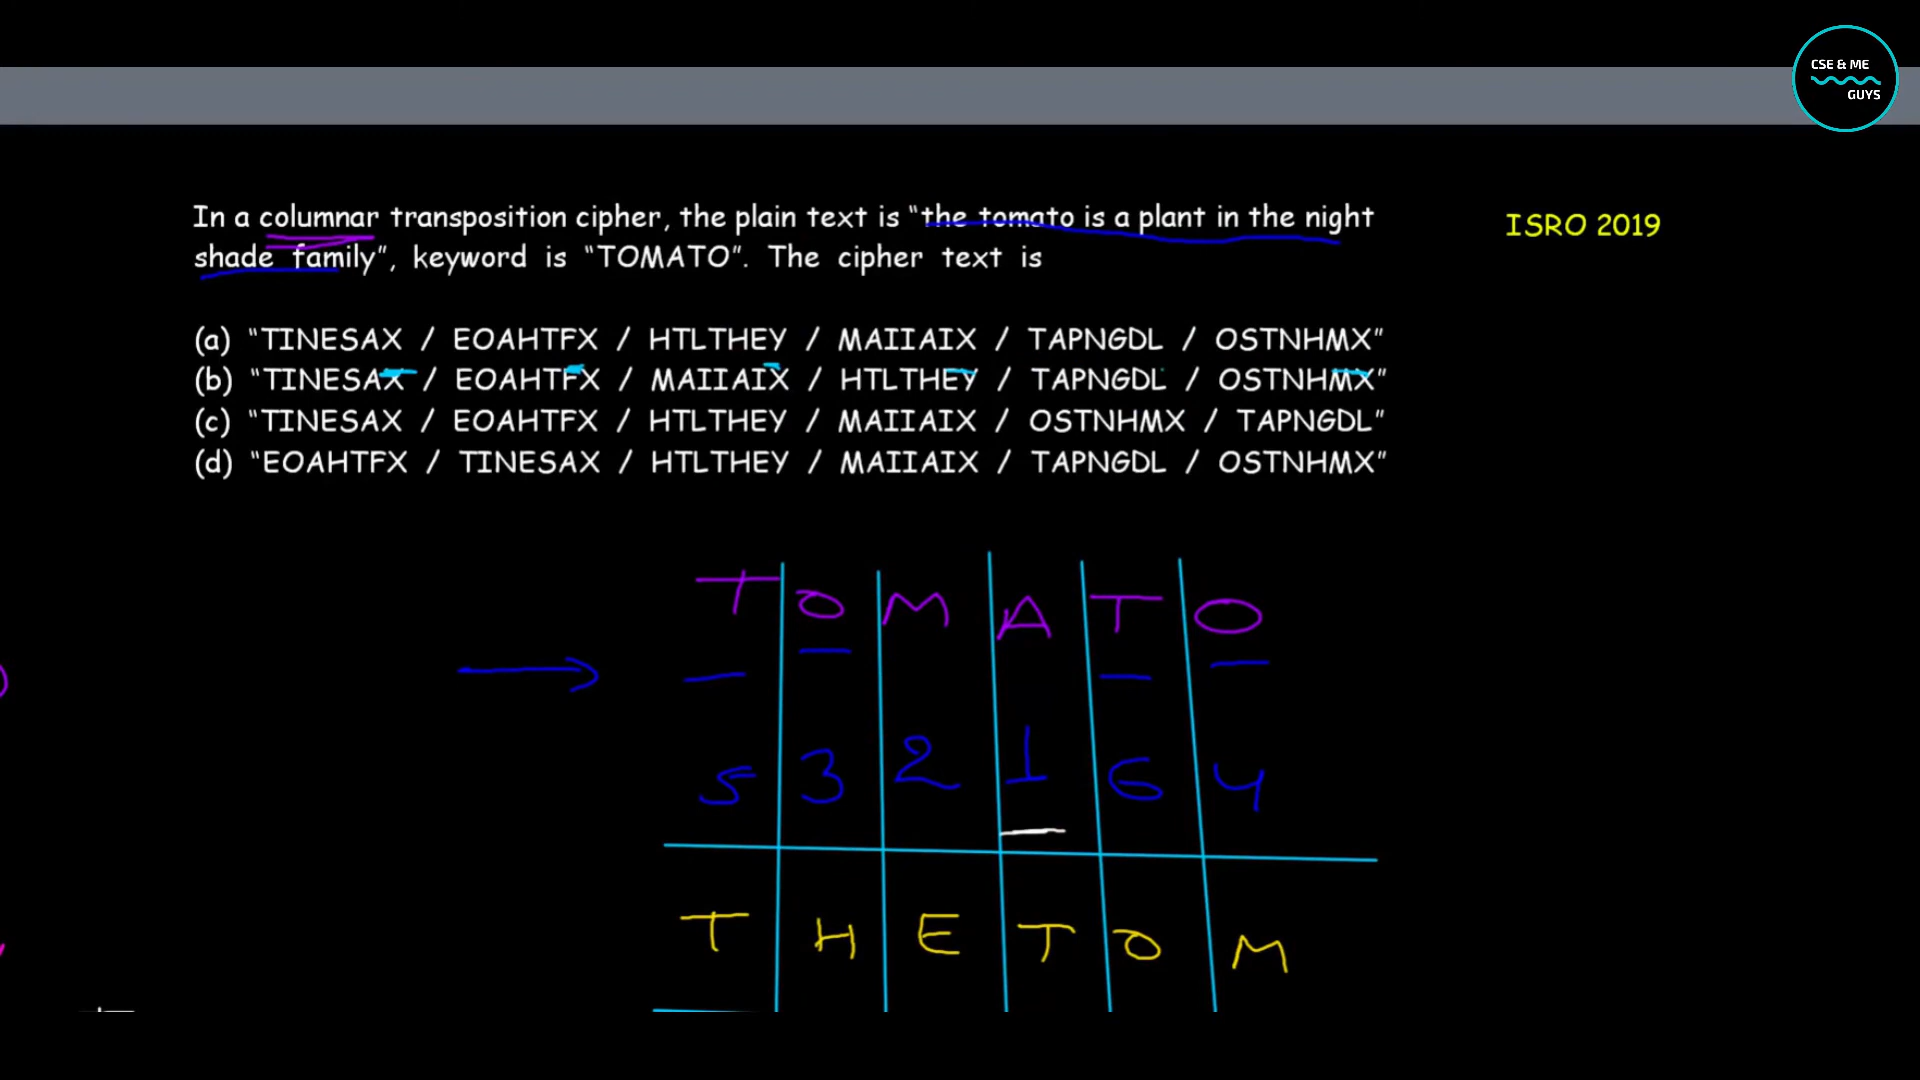 CSE & ME
GUYS
In a columnar transposition cipher, the plain text is “the tomato is a plant in the night
shade family”, keyword is “TOMATO”. The cipher text is
ISRO 2019
(a) “TINESAX / EOAHTFX / HTLTHEY / MAIIAIX / TAPNGDL / OSTNHMX”
(b) “TINESAX / EOAHTFX / MAIIAIX / HTLTHEY / TAPNGDL / OSTNHMX”
(c) “TINESAX / EOAHTFX / HTLTHEY / MAIIAIX / OSTNHMX / TAPNGDL”
(d) “EOAHTFX / TINESAX / HTLTHEY / MAIIAIX / TAPNGDL / OSTNHMX”
T O M A T O
5 3 2 1 6 4
T H E T O M